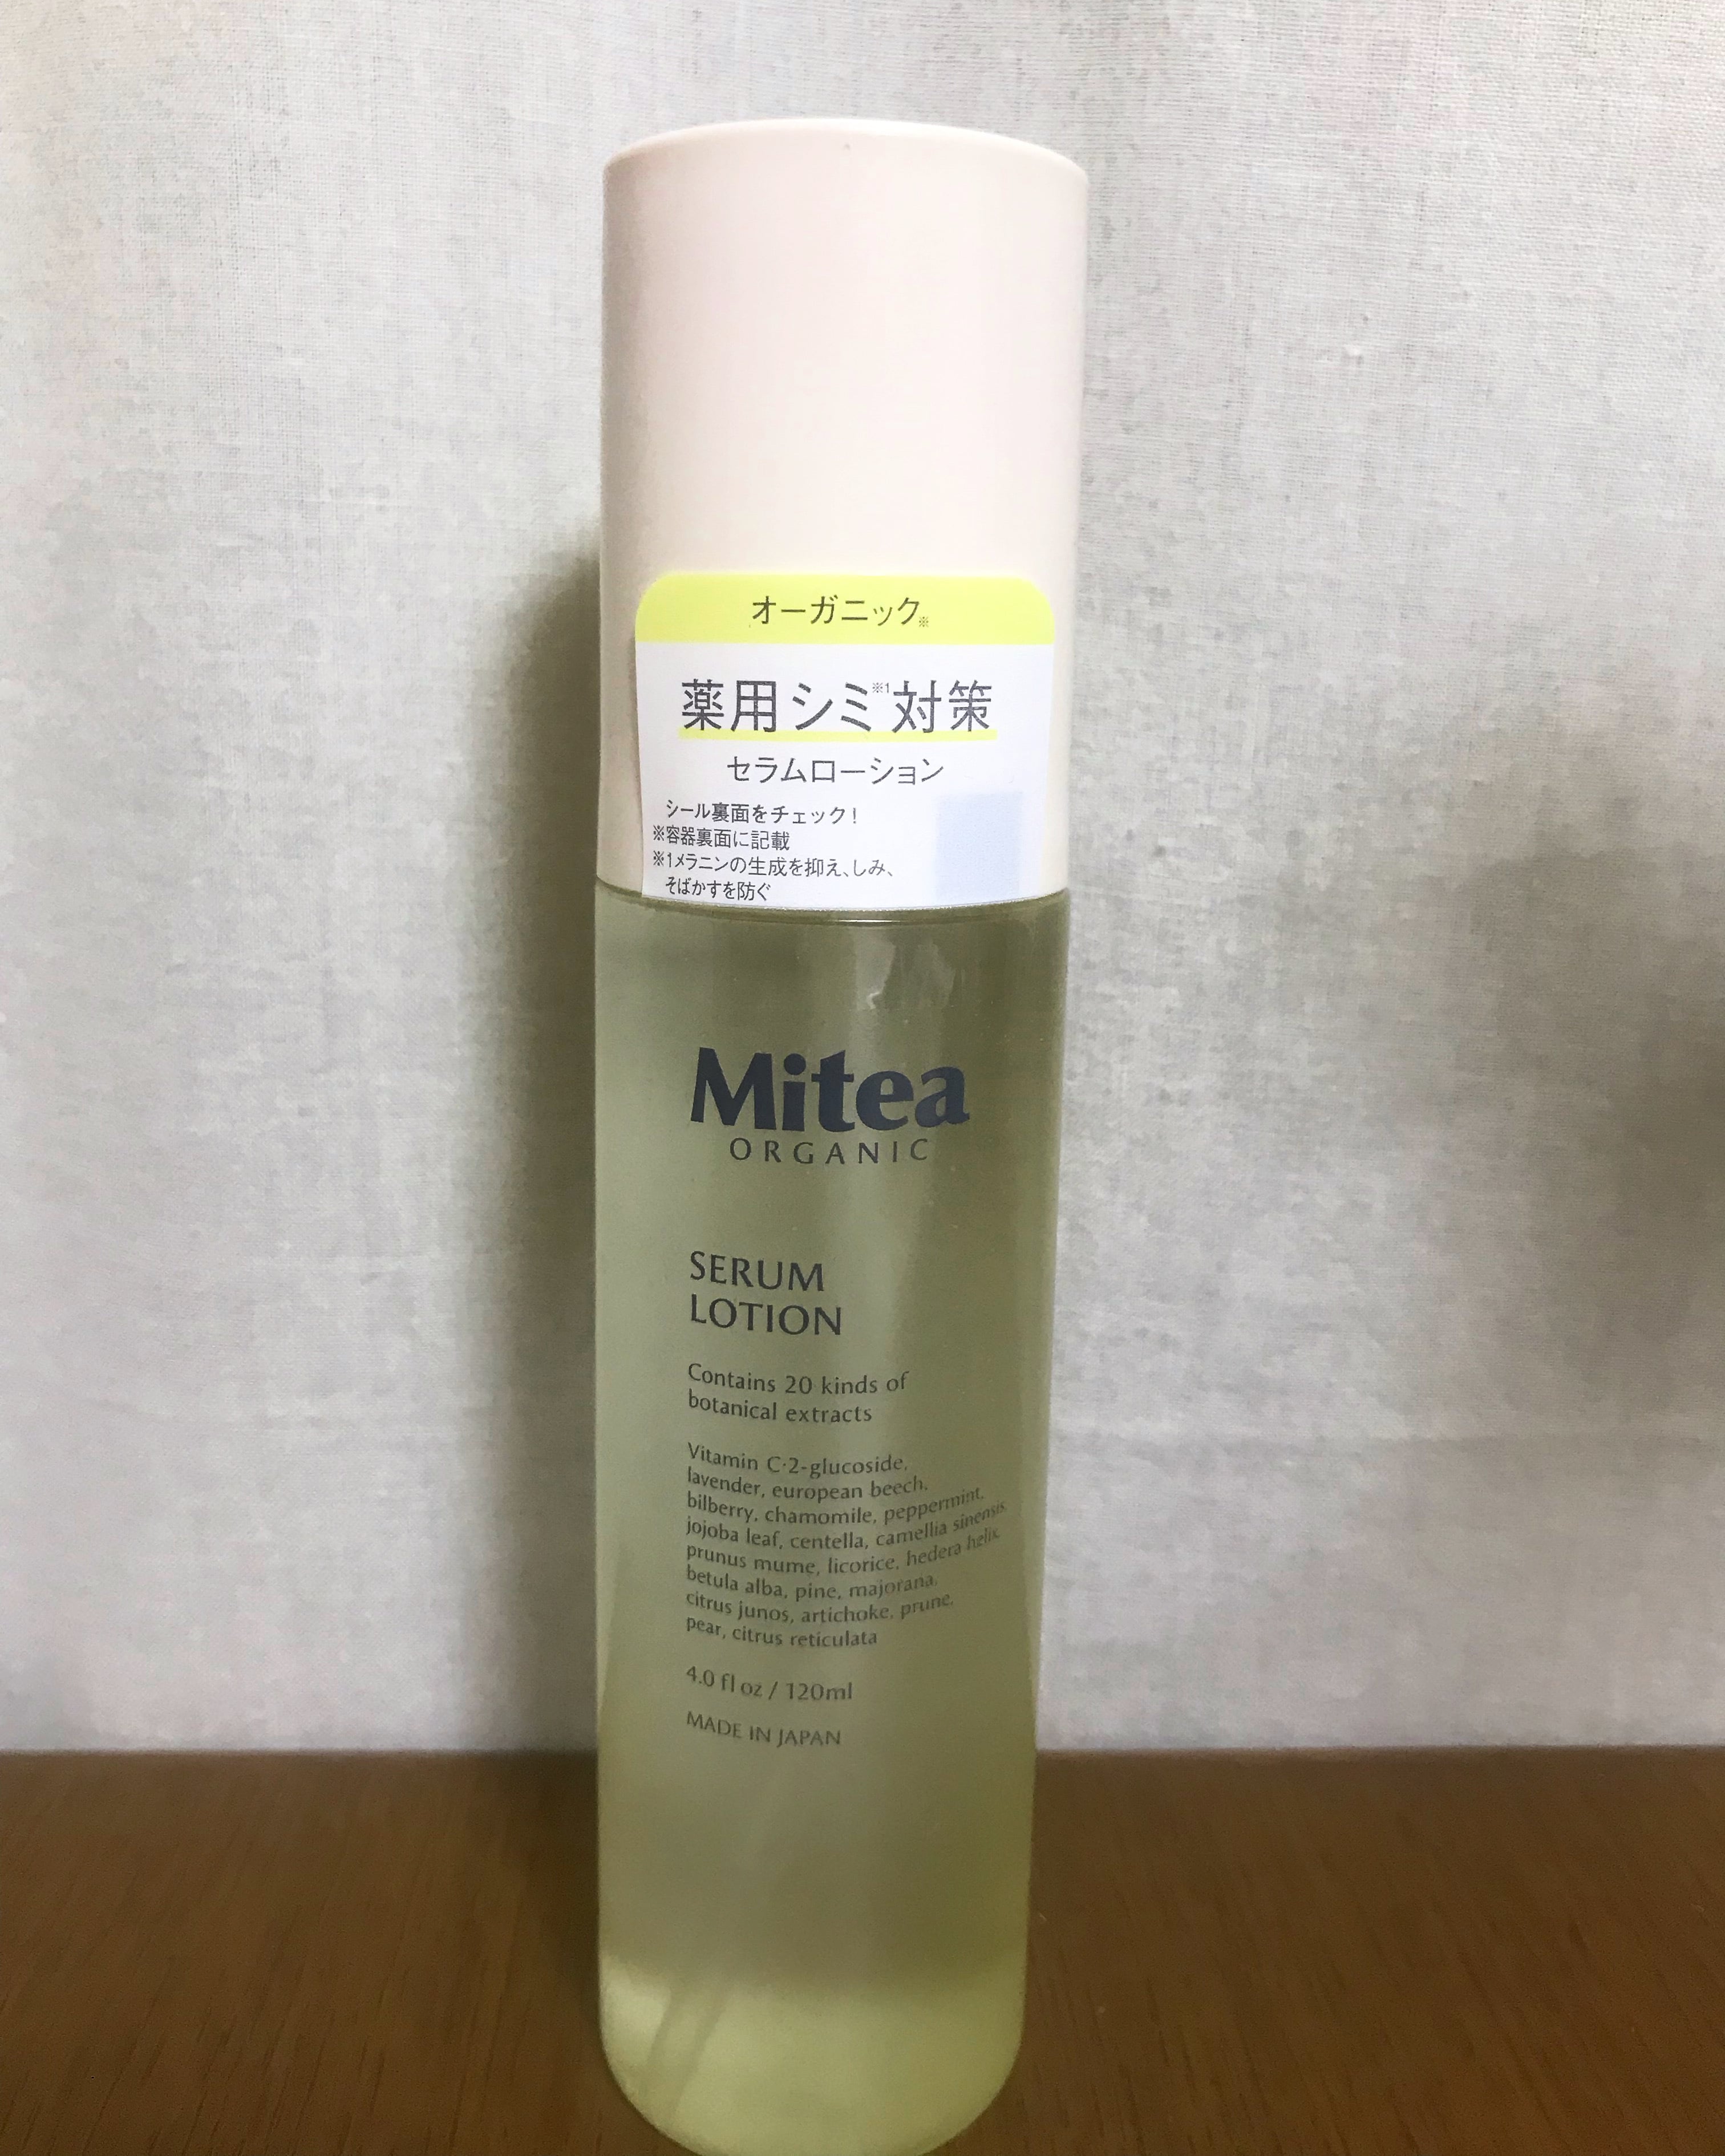 オーガニック※
薬用シミ※1対策
セラムローション
シール裏面をチェック!
※容器裏面に記載
※1メラニンの生成を抑え、しみ、
そばかすを防ぐ
Mitea
ORGANIC
SERUM
LOTION
Contains 20 kinds of
botanical extracts
Vitamin C·2-glucoside,
lavender, european beech,
bilberry, chamomile, peppermint,
jojoba leaf, centella, camellia sinensis,
prunus mume, licorice, hedera helix,
betula alba, pine, majorana,
citrus junos, artichoke, prune,
pear, citrus reticulata
4.0 fl oz / 120ml
MADE IN JAPAN